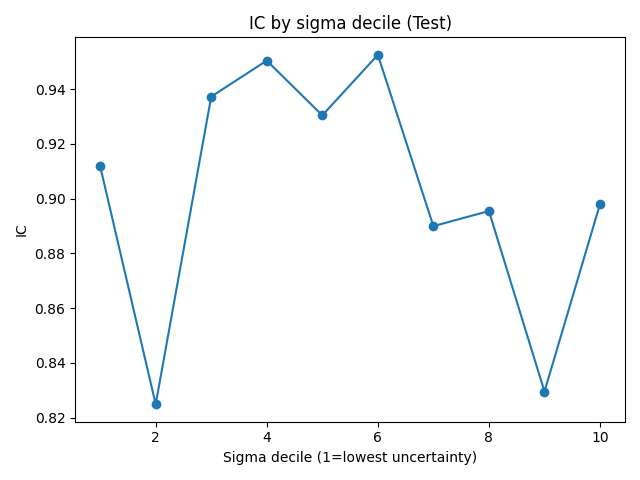 IC by sigma decile (Test)
IC
0.94
0.92
0.90
0.88
0.86
0.84
0.82
2 4 6 8 10
Sigma decile (1=lowest uncertainty)